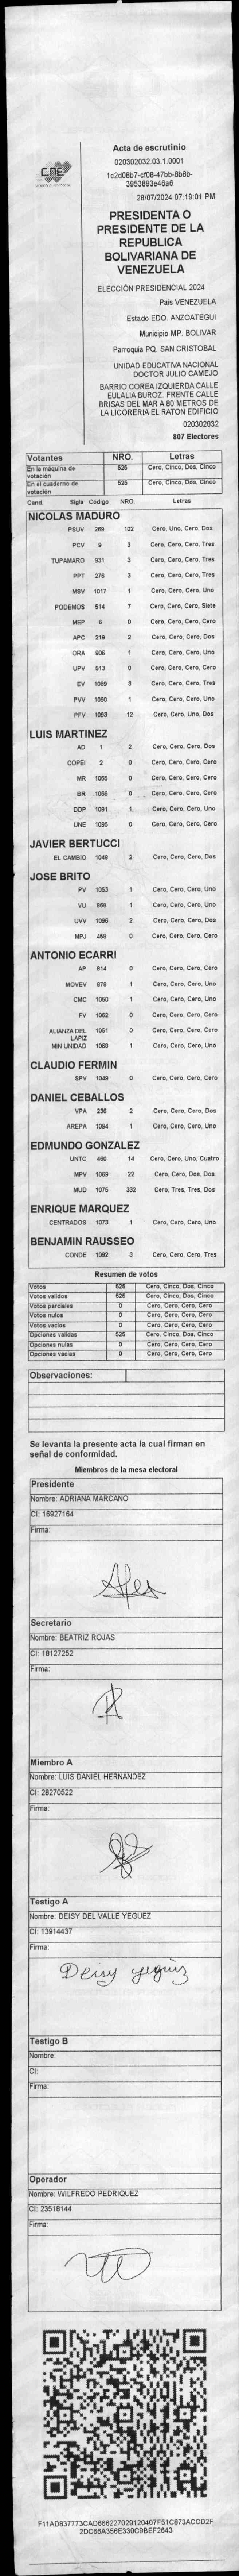 CNE
Acta de escrutinio
020302032.03.1.0001
1c2d08b7-cf08-47bb-8b8b-
3953893e46a6
28/07/2024 07:19:01 PM
PRESIDENTA O
PRESIDENTE DE LA
REPUBLICA
BOLIVARIANA DE
VENEZUELA
ELECCIÓN PRESIDENCIAL 2024
País VENEZUELA
Estado EDO. ANZOATEGUI
Municipio MP. BOLIVAR
Parroquia PQ. SAN CRISTOBAL
UNIDAD EDUCATIVA NACIONAL
DOCTOR JULIO CAMEJO
BARRIO COREA IZQUIERDA CALLE
EULALIA BUROZ. FRENTE CALLE
BRISAS DEL MAR A 80 METROS DE
LA LICORERIA EL RATON EDIFICIO
020302032
807 Electores
Votantes NRO. Letras
En la máquina de votación 525 Cero, Cinco, Dos, Cinco
En el cuaderno de votación 525 Cero, Cinco, Dos, Cinco
Cand. Sigla Código NRO. Letras
NICOLAS MADURO
PSUV 269 102 Cero, Uno, Cero, Dos
PCV 9 3 Cero, Cero, Cero, Tres
TUPAMARO 931 3 Cero, Cero, Cero, Tres
PPT 276 3 Cero, Cero, Cero, Tres
MSV 1017 1 Cero, Cero, Cero, Uno
PODEMOS 514 7 Cero, Cero, Cero, Siete
MEP 6 0 Cero, Cero, Cero, Cero
APC 219 2 Cero, Cero, Cero, Dos
ORA 906 1 Cero, Cero, Cero, Uno
UPV 613 0 Cero, Cero, Cero, Cero
EV 1089 3 Cero, Cero, Cero, Tres
PVV 1090 1 Cero, Cero, Cero, Uno
PFV 1093 12 Cero, Cero, Uno, Dos
LUIS MARTINEZ
AD 1 2 Cero, Cero, Cero, Dos
COPEI 2 0 Cero, Cero, Cero, Cero
MR 1065 0 Cero, Cero, Cero, Cero
BR 1066 0 Cero, Cero, Cero, Cero
DDP 1091 1 Cero, Cero, Cero, Uno
UNE 1095 0 Cero, Cero, Cero, Cero
JAVIER BERTUCCI
EL CAMBIO 1048 2 Cero, Cero, Cero, Dos
JOSE BRITO
PV 1053 1 Cero, Cero, Cero, Uno
VU 868 1 Cero, Cero, Cero, Uno
UVV 1096 2 Cero, Cero, Cero, Dos
MPJ 459 0 Cero, Cero, Cero, Cero
ANTONIO ECARRI
AP 814 0 Cero, Cero, Cero, Cero
MOVEV 978 1 Cero, Cero, Cero, Uno
CMC 1050 1 Cero, Cero, Cero, Uno
FV 1062 0 Cero, Cero, Cero, Cero
ALIANZA DEL LAPIZ 1051 0 Cero, Cero, Cero, Cero
MIN UNIDAD 1058 1 Cero, Cero, Cero, Uno
CLAUDIO FERMIN
SPV 1049 0 Cero, Cero, Cero, Cero
DANIEL CEBALLOS
VPA 236 2 Cero, Cero, Cero, Dos
AREPA 1094 1 Cero, Cero, Cero, Uno
EDMUNDO GONZALEZ
UNTC 460 14 Cero, Cero, Uno, Cuatro
MPV 1069 22 Cero, Cero, Dos, Dos
MUD 1075 332 Cero, Tres, Tres, Dos
ENRIQUE MARQUEZ
CENTRADOS 1073 1 Cero, Cero, Cero, Uno
BENJAMIN RAUSSEO
CONDE 1092 3 Cero, Cero, Cero, Tres
Resumen de votos
Votos 525 Cero, Cinco, Dos, Cinco
Votos validos 525 Cero, Cinco, Dos, Cinco
Votos parciales 0 Cero, Cero, Cero, Cero
Votos nulos 0 Cero, Cero, Cero, Cero
Votos vacios 0 Cero, Cero, Cero, Cero
Opciones validas 525 Cero, Cinco, Dos, Cinco
Opciones nulas 0 Cero, Cero, Cero, Cero
Opciones vacias 0 Cero, Cero, Cero, Cero
Observaciones:
Se levanta la presente acta la cual firman en
señal de conformidad.
Miembros de la mesa electoral
Presidente
Nombre: ADRIANA MARCANO
CI: 16927164
Firma:
Secretario
Nombre: BEATRIZ ROJAS
CI: 18127252
Firma:
Miembro A
Nombre: LUIS DANIEL HERNANDEZ
CI: 28270522
Firma:
Testigo A
Nombre: DEISY DEL VALLE YEGUEZ
CI: 13914437
Firma:
Deisy yeguez
Testigo B
Nombre:
CI:
Firma:
Operador
Nombre: WILFREDO PEDRIQUEZ
CI: 23518144
Firma:
F11AD837773CAD666227029120407F51C873ACCD2F
2DC66A356E330C9BEF2643